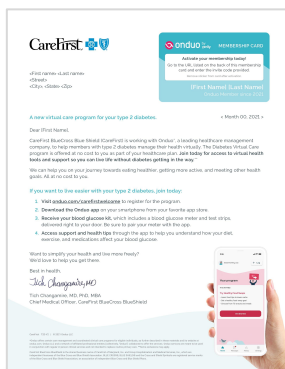 CareFirst
onduo by verily MEMBERSHIP CARD
Activate your membership today!
Go to the URL listed on the back of this membership
card and enter the invite code provided.
[First Name] [Last Name]
Onduo Member since 2021
<First name> <Last name>
<Street>
<City> <State> <Zip>
A new virtual care program for your type 2 diabetes.
< Month 00, 2021 >
Dear [First Name],
CareFirst BlueCross Blue Shield (CareFirst) is working with Onduo, a leading healthcare management
company, to help members with type 2 diabetes manage their health virtually. The Diabetes Virtual Care
program is offered at no cost to you as part of your healthcare plan. Join today for access to virtual health
tools and support so you can live life without diabetes getting in the way.
We can help you on your journey towards eating healthier, getting more active, and meeting other health
goals. All at no cost to you.
If you want to live easier with your type 2 diabetes, join today:
1. Visit onduo.com/carefirstwelcome to register for the program
2. Download the Onduo app on your smartphone from your favorite app store
3. Receive your blood glucose kit, which includes a blood glucose meter and test strips,
delivered right to your door. Be sure to pair your meter with the app.
4. Access support and health tips through the app to help you understand how your diet,
exercise, and medications affect your blood glucose
Want to simplify your health and live more freely?
We'd love to help you get there.
Best in health,
Tich Changamire, MD
Tich Changamire, MD, PhD, MBA
Chief Medical Officer, CareFirst BlueCross BlueShield